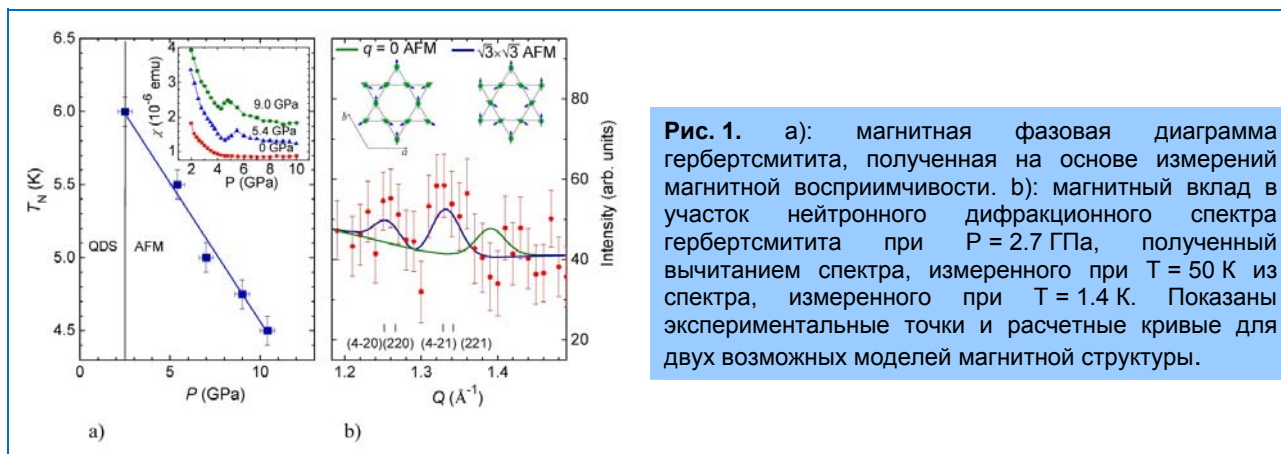 6.5
6.0
5.5
5.0
4.5
T_N (K)
QDS
AFM
0
5
10
P (GPa)
a)
4
3
2
1
χ (10⁻⁶ emu)
9.0 GPa
5.4 GPa
0 GPa
2
4
6
8
10
P (GPa)
q = 0 AFM
√3×√3 AFM
b
a
80
60
40
20
Intensity (arb. units)
(4-20)(220)
(4-21)
(221)
1.2
1.3
1.4
Q (Å⁻¹)
b)
Рис. 1. a): магнитная фазовая диаграмма
гербертсмитита, полученная на основе измерений
магнитной восприимчивости. b): магнитный вклад в
участок нейтронного дифракционного спектра
гербертсмитита при P = 2.7 ГПа, полученный
вычитанием спектра, измеренного при T = 50 К из
спектра, измеренного при T = 1.4 К. Показаны
экспериментальные точки и расчетные кривые для
двух возможных моделей магнитной структуры.